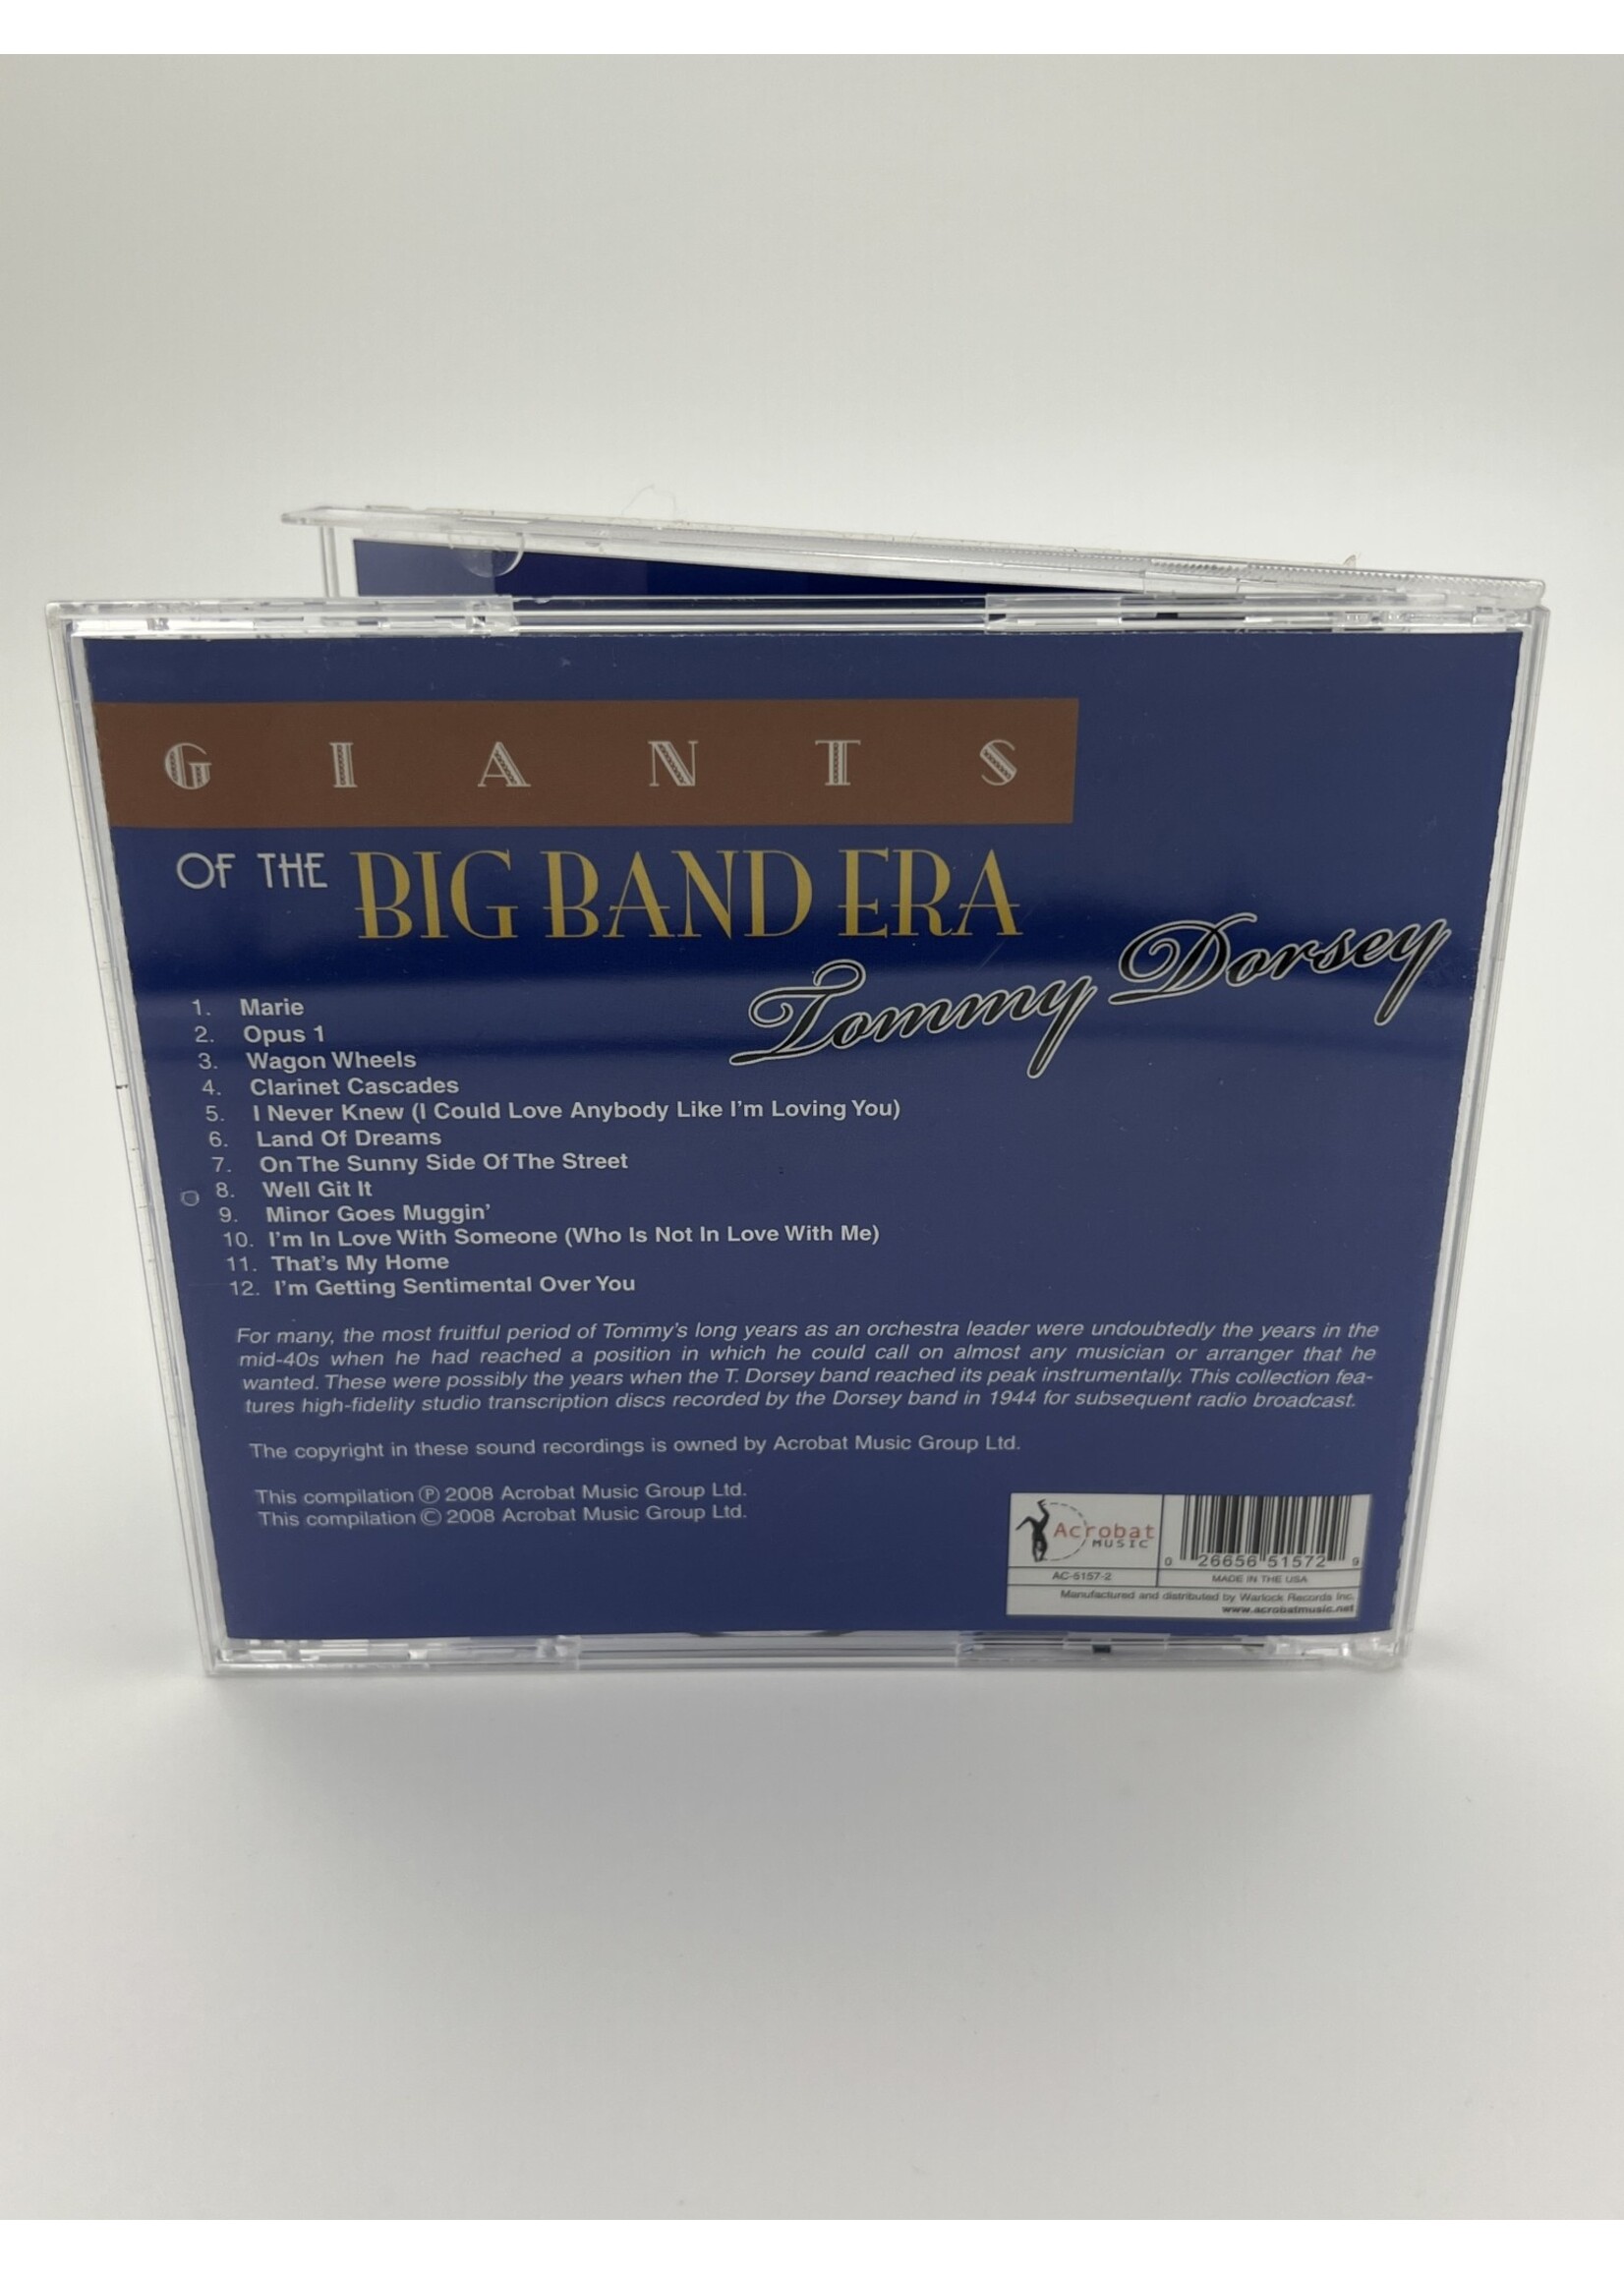 GIANTS
OF THE BIG BAND ERA
Tommy Dorsey
1. Marie
2. Opus 1
3. Wagon Wheels
4. Clarinet Cascades
5. I Never Knew (I Could Love Anybody Like I'm Loving You)
6. Land Of Dreams
7. On The Sunny Side Of The Street
8. Well Git It
9. Minor Goes Muggin'
10. I'm In Love With Someone (Who Is Not In Love With Me)
11. That's My Home
12. I'm Getting Sentimental Over You
For many, the most fruitful period of Tommy's long years as an orchestra leader were undoubtedly the years in the
mid-40s when he had reached a position in which he could call on almost any musician or arranger that he
wanted. These were possibly the years when the T. Dorsey band reached its peak instrumentally. This collection fea-
tures high-fidelity studio transcription discs recorded by the Dorsey band in 1944 for subsequent radio broadcast.
The copyright in these sound recordings is owned by Acrobat Music Group Ltd.
This compilation Ⓟ 2008 Acrobat Music Group Ltd.
This compilation © 2008 Acrobat Music Group Ltd.
Acrobat
MUSIC
0 26656 51572 9
AC-5157-2
MADE IN THE USA
Manufactured and distributed by Warlock Records Inc.
www.acrobatmusic.net